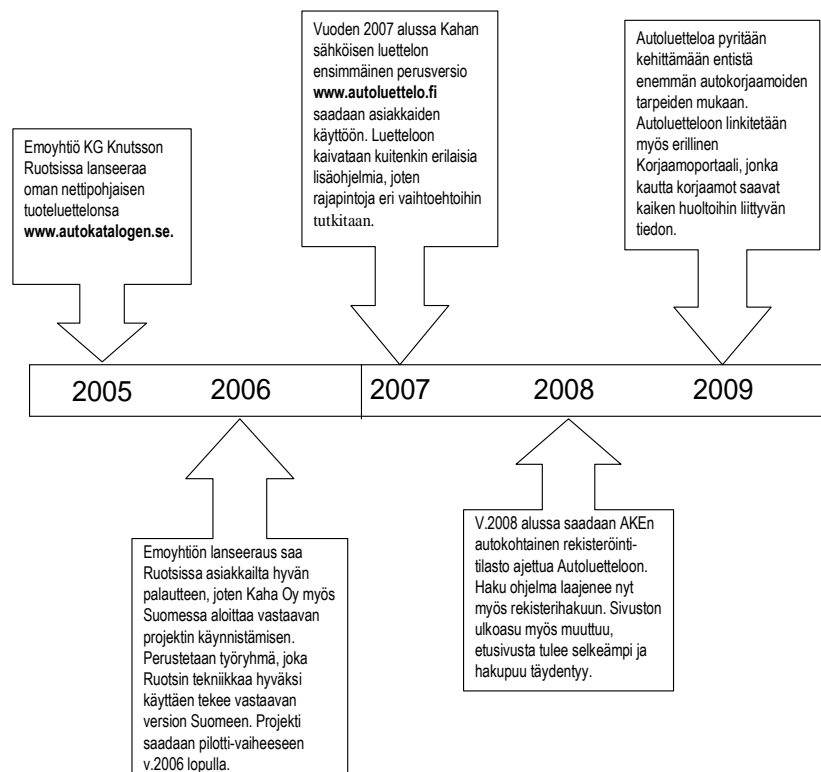 Emoyhtiö KG Knutsson
Ruotsissa lanseeraa
oman nettipohjaisen
tuoteluettelonsa
www.autokatalogen.se.
Vuoden 2007 alussa Kahan
sähköisen luettelon
ensimmäinen perusversio
www.autoluettelo.fi
saadaan asiakkaiden
käyttöön. Luetteloon
kaivataan kuitenkin erilaisia
lisäohjelmia, joten
rajapintoja eri vaihtoehtoihin
tutkitaan.
Autoluetteloa pyritään
kehittämään entistä
enemmän autokorjaamoiden
tarpeiden mukaan.
Autoluetteloon linkitetään
myös erillinen
Korjaamoportaali, jonka
kautta korjaamot saavat
kaiken huoltoihin liittyvän
tiedon.
2005 2006 2007 2008 2009
Emoyhtiön lanseeraus saa
Ruotsissa asiakkailta hyvän
palautteen, joten Kaha Oy myös
Suomessa aloittaa vastaavan
projektin käynnistämisen.
Perustetaan työryhmä, joka
Ruotsin tekniikkaa hyväksi
käyttäen tekee vastaavan
version Suomeen. Projekti
saadaan pilotti-vaiheeseen
v.2006 lopulla.
V.2008 alussa saadaan AKEn
autokohtainen rekisteröinti-
tilasto ajettua Autoluetteloon.
Haku ohjelma laajenee nyt
myös rekisterihakuun. Sivuston
ulkoasu myös muuttuu,
etusivusta tulee selkeämpi ja
hakupuu täydentyy.